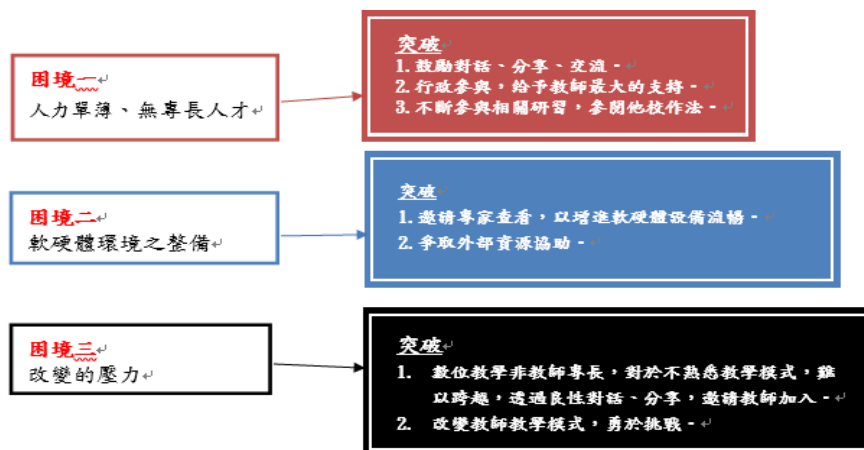 困境一
人力單薄、無專長人才
突破
1. 鼓勵對話、分享、交流。
2. 行政參與，給予教師最大的支持。
3. 不斷參與相關研習，參閱他校作法。
困境二
軟硬體環境之整備
突破
1. 邀請專家查看，以增進軟硬體設備流暢。
2. 爭取外部資源協助。
困境三
改變的壓力
突破
1. 數位教學非教師專長，對於不熟悉教學模式，難
以跨越，透過良性對話、分享，邀請教師加入。
2. 改變教師教學模式，勇於挑戰。